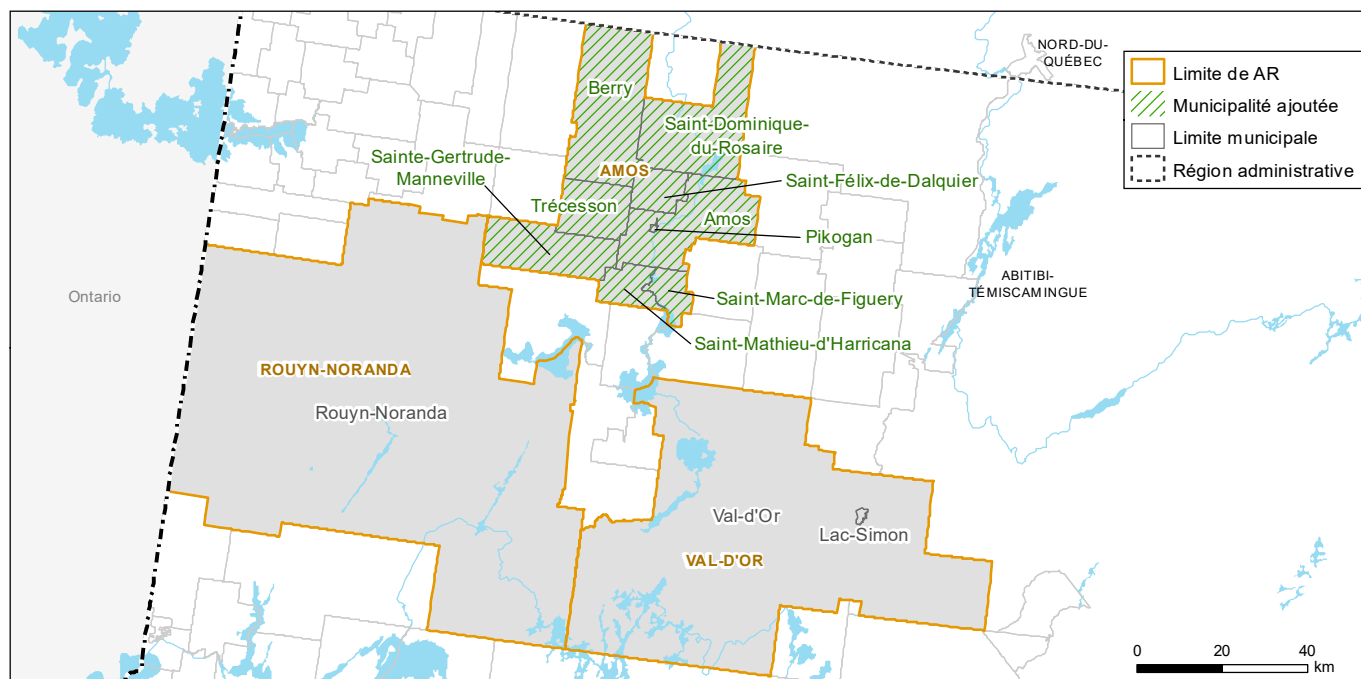 NORD-DU-
QUÉBEC
Limite de AR
Municipalité ajoutée
Limite municipale
Région administrative
Berry
Saint-Dominique-
du-Rosaire
Sainte-Gertrude-
Manneville
AMOS
Saint-Félix-de-Dalquier
Trécesson
Amos
Pikogan
ABITIBI-
TÉMISCAMINGUE
Ontario
Saint-Marc-de-Figuery
Saint-Mathieu-d'Harricana
ROUYN-NORANDA
Rouyn-Noranda
Val-d'Or
Lac-Simon
VAL-D'OR
0 20 40
km